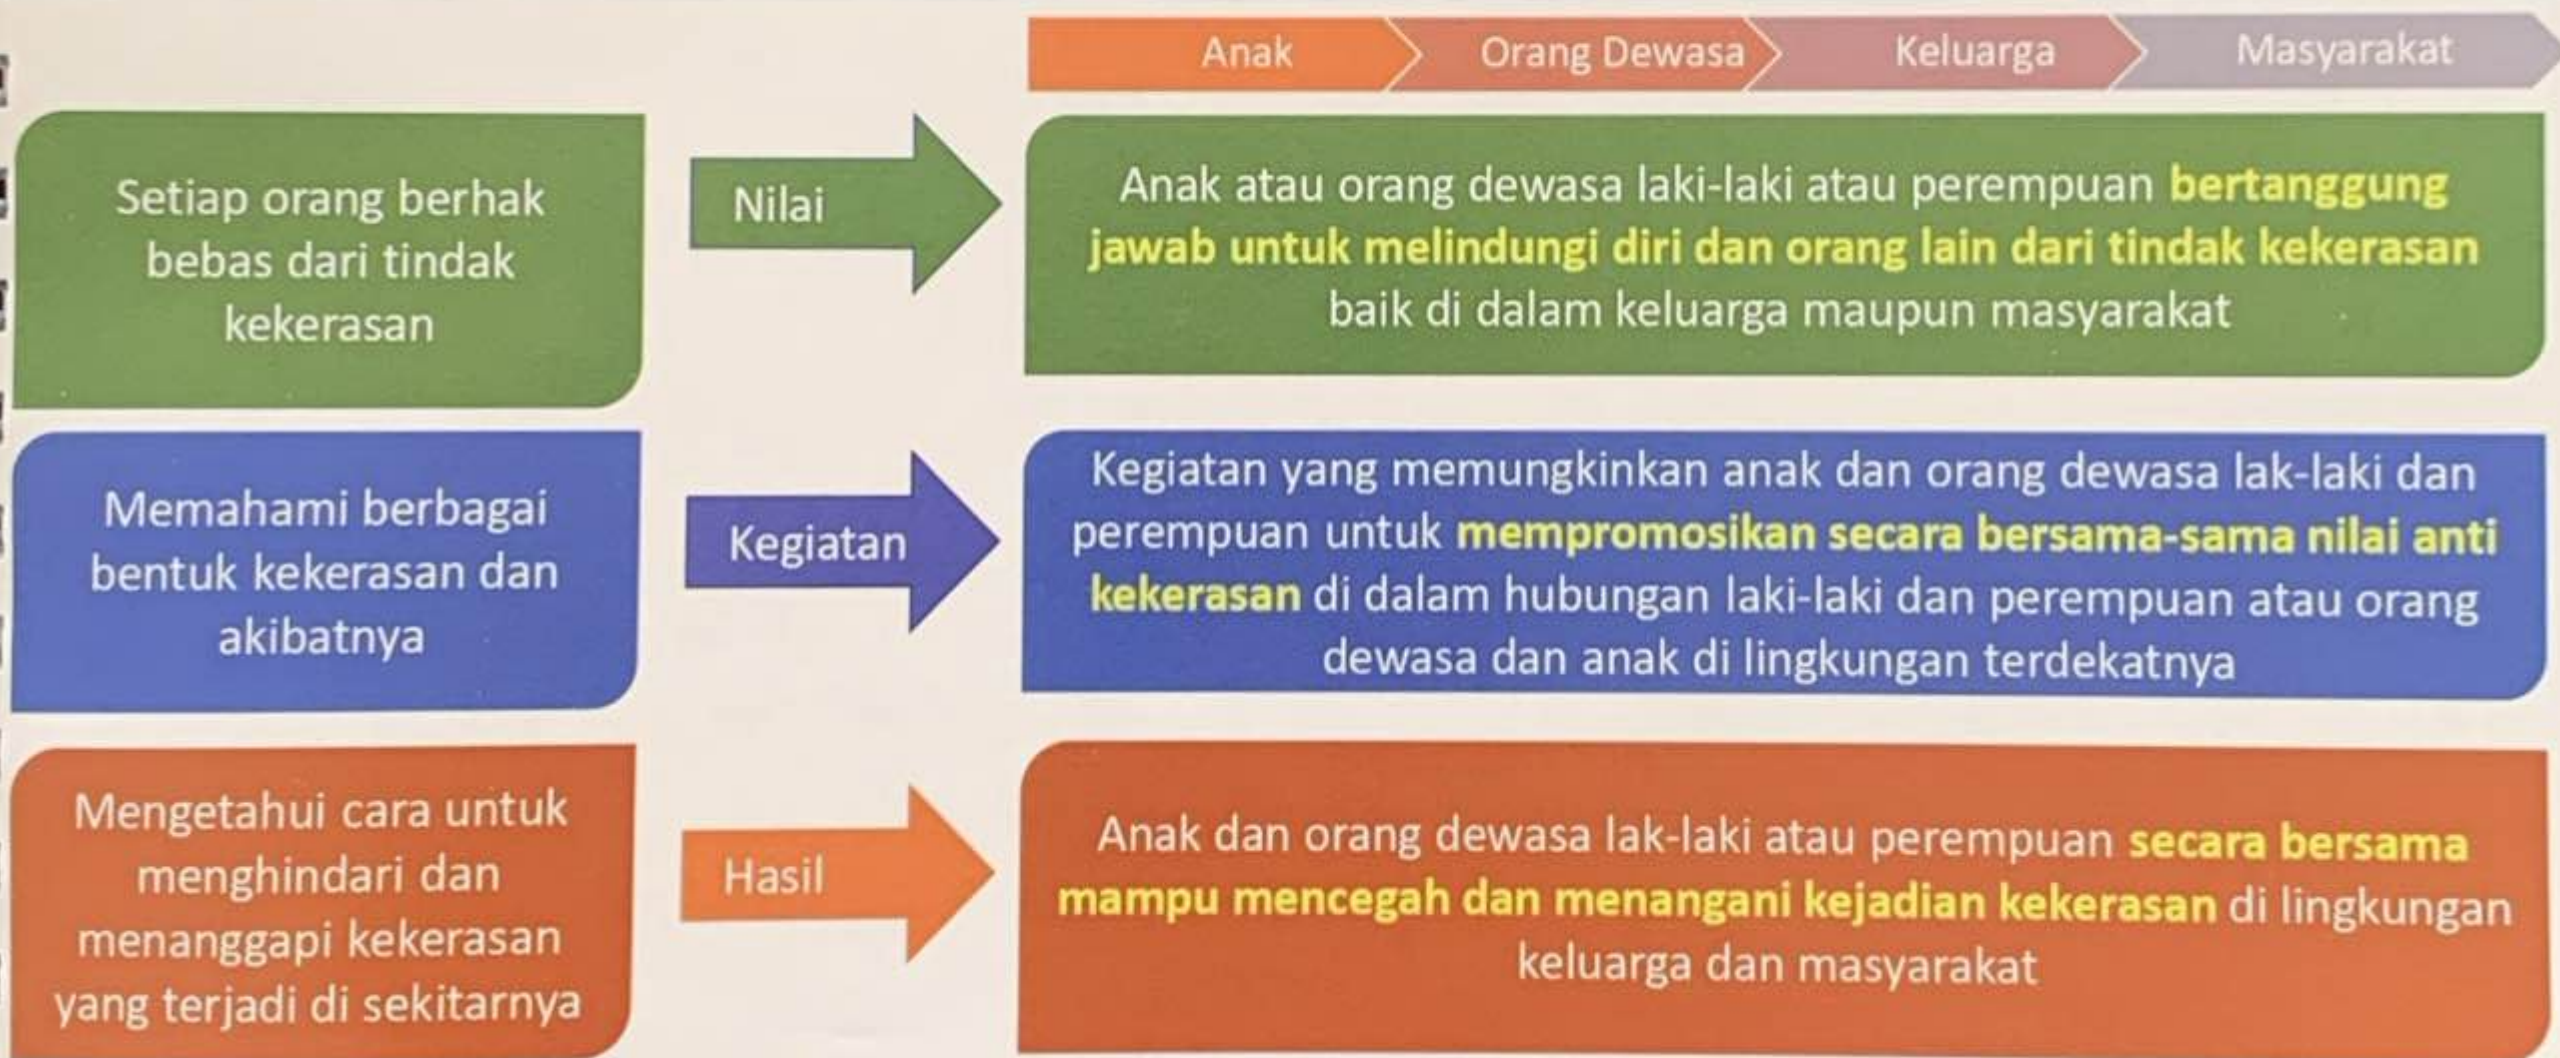 Anak
Orang Dewasa
Keluarga
Masyarakat
Setiap orang berhak
bebas dari tindak
kekerasan
Nilai
Anak atau orang dewasa laki-laki atau perempuan bertanggung
jawab untuk melindungi diri dan orang lain dari tindak kekerasan
baik di dalam keluarga maupun masyarakat
Memahami berbagai
bentuk kekerasan dan
akibatnya
Kegiatan
Kegiatan yang memungkinkan anak dan orang dewasa lak-laki dan
perempuan untuk mempromosikan secara bersama-sama nilai anti
kekerasan di dalam hubungan laki-laki dan perempuan atau orang
dewasa dan anak di lingkungan terdekatnya
Mengetahui cara untuk
menghindari dan
menanggapi kekerasan
yang terjadi di sekitarnya
Hasil
Anak dan orang dewasa lak-laki atau perempuan secara bersama
mampu mencegah dan menangani kejadian kekerasan di lingkungan
keluarga dan masyarakat